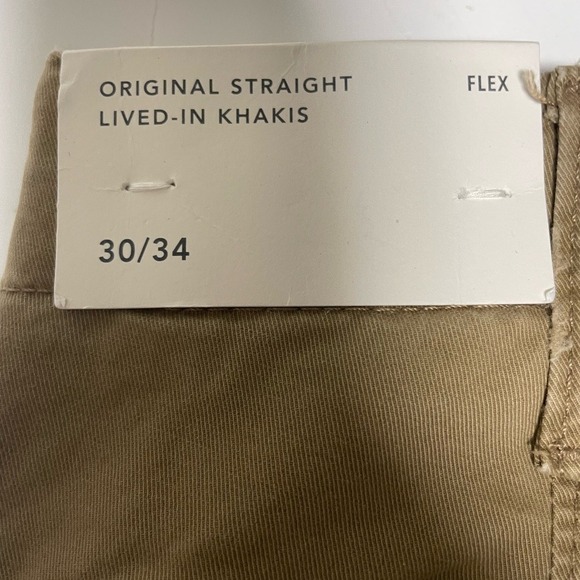 ORIGINAL STRAIGHT FLEX
LIVED-IN KHAKIS
30/34